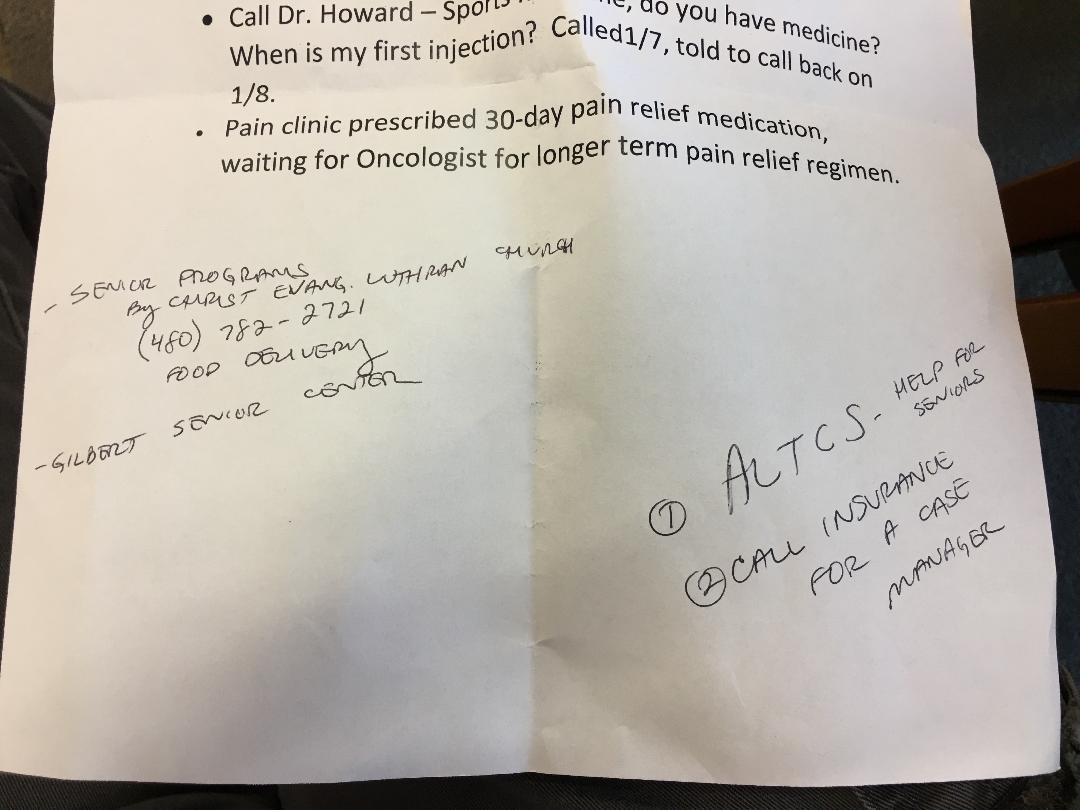 • Call Dr. Howard – Sports do you have medicine?
When is my first injection? Called1/7, told to call back on
1/8.
• Pain clinic prescribed 30-day pain relief medication,
waiting for Oncologist for longer term pain relief regimen.
- SENIOR PROGRAMS
By CHRIST EVANG. LUTHRAN CHURCH
(480) 782-2721
FOOD DELIVERY
- GILBERT SENIOR CENTER
① ALTCS - HELP FOR
SENIORS
② CALL INSURANCE
FOR A CASE
MANAGER